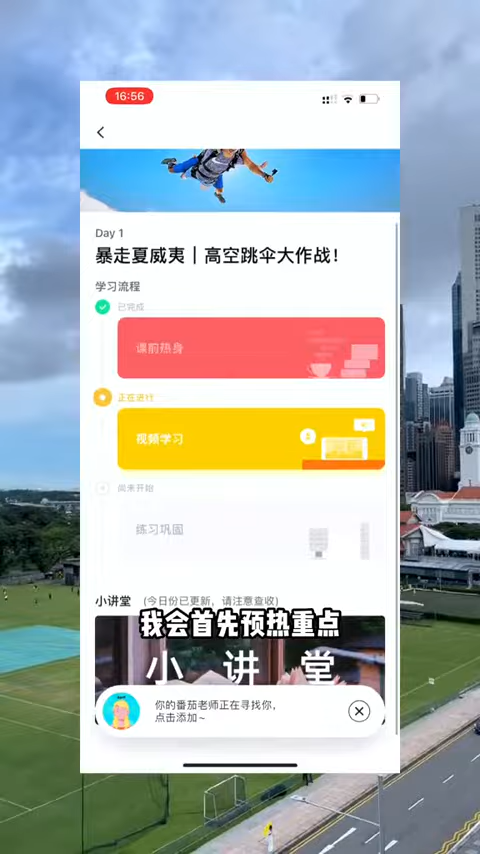 16:56
Day 1
暴走夏威夷｜高空跳伞大作战！
学习流程
已完成
课前热身
正在进行
视频学习
尚未开始
练习巩固
小讲堂 (今日份已更新，请注意查收)
我会首先预热重点
小 讲 堂
你的番茄老师正在寻找你，
点击添加~